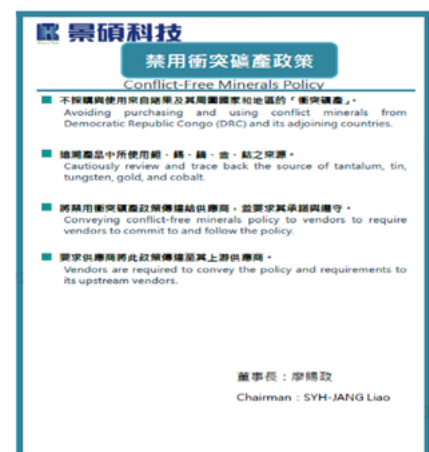 景碩科技
禁用衝突礦產政策
Conflict-Free Minerals Policy
不採購與使用來自剛果及其周圍國家和地區的「衝突礦產」。
Avoiding purchasing and using conflict minerals from
Democratic Republic Congo (DRC) and its adjoining countries.
追溯產品中所使用鉭、錫、鎢、金、鈷之來源。
Cautiously review and trace back the source of tantalum, tin,
tungsten, gold, and cobalt.
將禁用衝突礦產政策傳達給供應商，並要求其承諾與遵守。
Conveying conflict-free minerals policy to vendors to require
vendors to commit to and follow the policy.
要求供應商將此政策傳達至其上游供應商。
Vendors are required to convey the policy and requirements to
its upstream vendors.
董事長：廖賜政
Chairman : SYH-JANG Liao